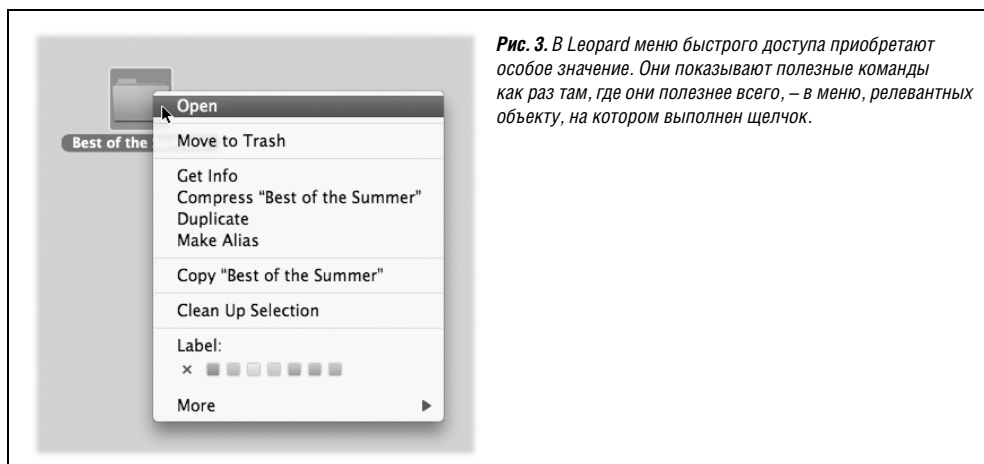 Рис. 3. В Leopard меню быстрого доступа приобретают
особое значение. Они показывают полезные команды
как раз там, где они полезнее всего, – в меню, релевантных
объекту, на котором выполнен щелчок.
Best of the
Open
Move to Trash
Get Info
Compress “Best of the Summer”
Duplicate
Make Alias
Copy “Best of the Summer”
Clean Up Selection
Label:
×
More